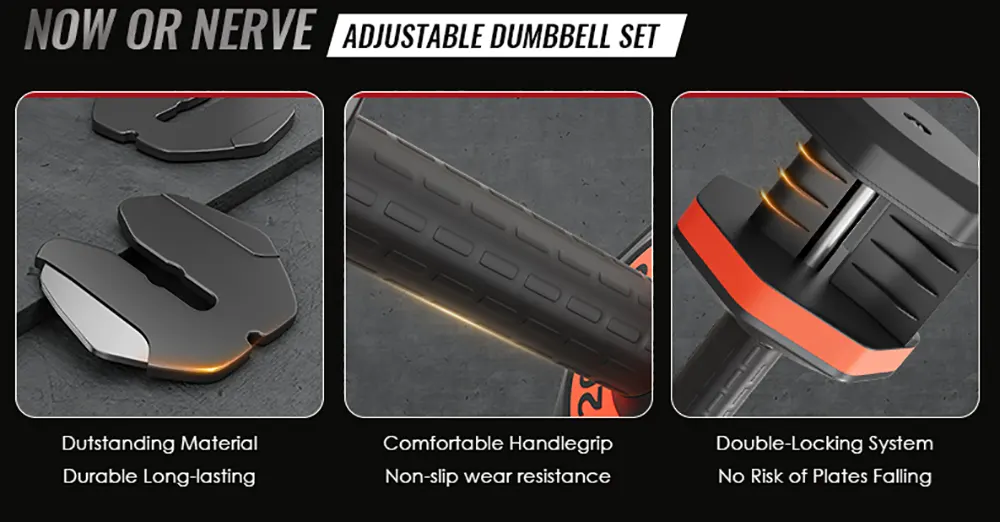 NOW OR NERVE ADJUSTABLE DUMBBELL SET
Dutstanding Material
Durable Long-lasting
Comfortable Handlegrip
Non-slip wear resistance
Double-Locking System
No Risk of Plates Falling